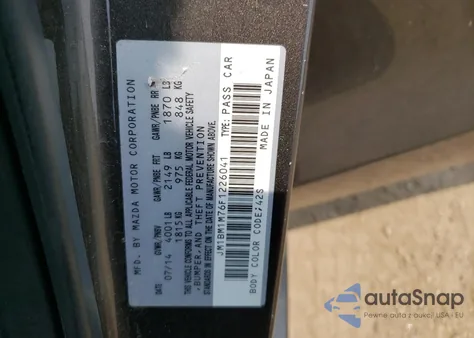 MFD. BY MAZDA MOTOR CORPORATION
DATE GVWR/PNBV GAWR/PNBE FRT GAWR/PNBE RR
07/14 4001 LB 2149 LB 1870 LB
1815 KG 975 KG 848 KG
THIS VEHICLE CONFORMS TO ALL APPLICABLE FEDERAL MOTOR VEHICLE SAFETY
, BUMPER, AND THEFT PREVENTION
STANDARDS IN EFFECT ON THE DATE OF MANUFACTURE SHOWN ABOVE.
JM1BM1M76F1226041 TYPE: PASS CAR
BODY COLOR CODE: 42S MADE IN JAPAN
autoSnap
Pewne auta z USA i EU